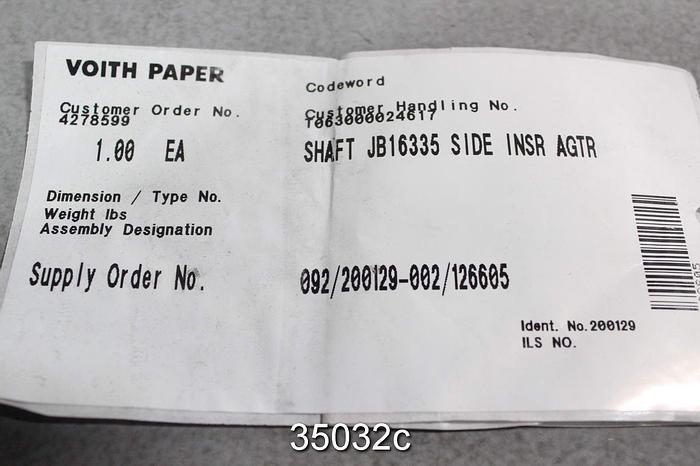 VOITH PAPER
Codeword
Customer Order No.
4278599
Customer Handling No.
T063000024617
1.00 EA
SHAFT JB16335 SIDE INSR AGTR
Dimension / Type No.
Weight lbs
Assembly Designation
Supply Order No.
092/200129-002/126605
Ident. No.200129
ILS NO.
35032c